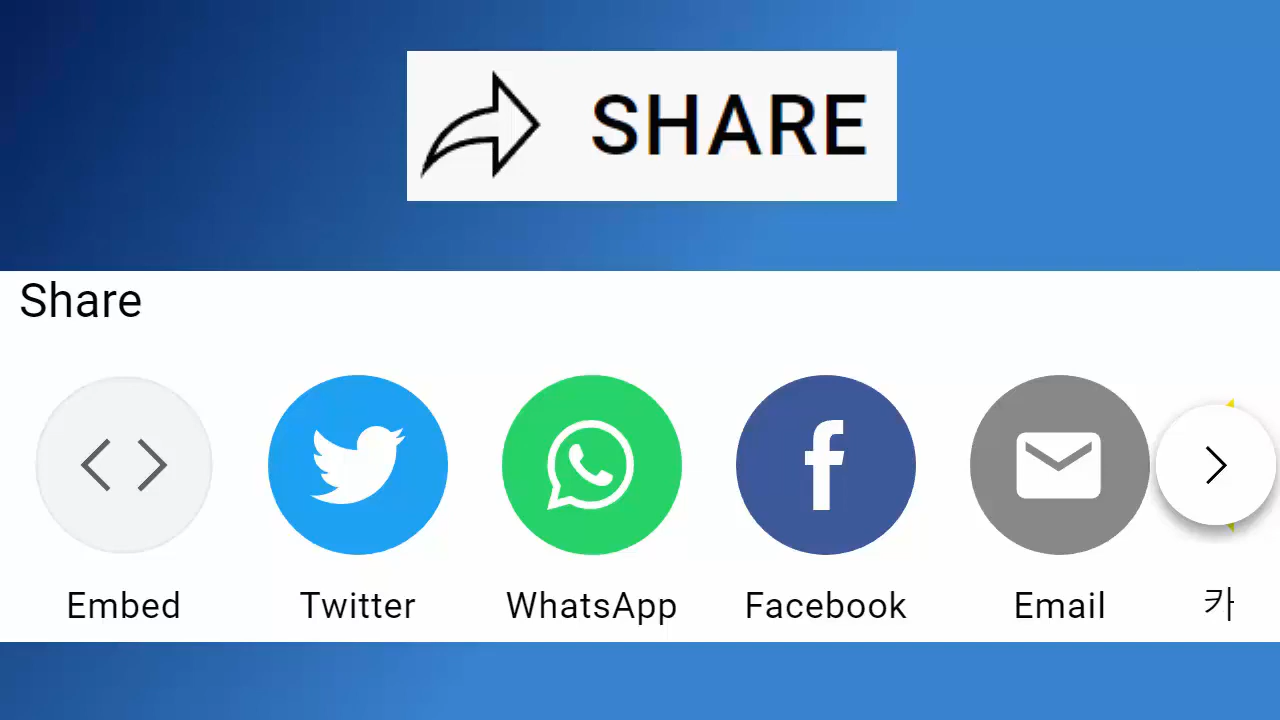 SHARE
Share
Embed
Twitter
WhatsApp
Facebook
Email
카